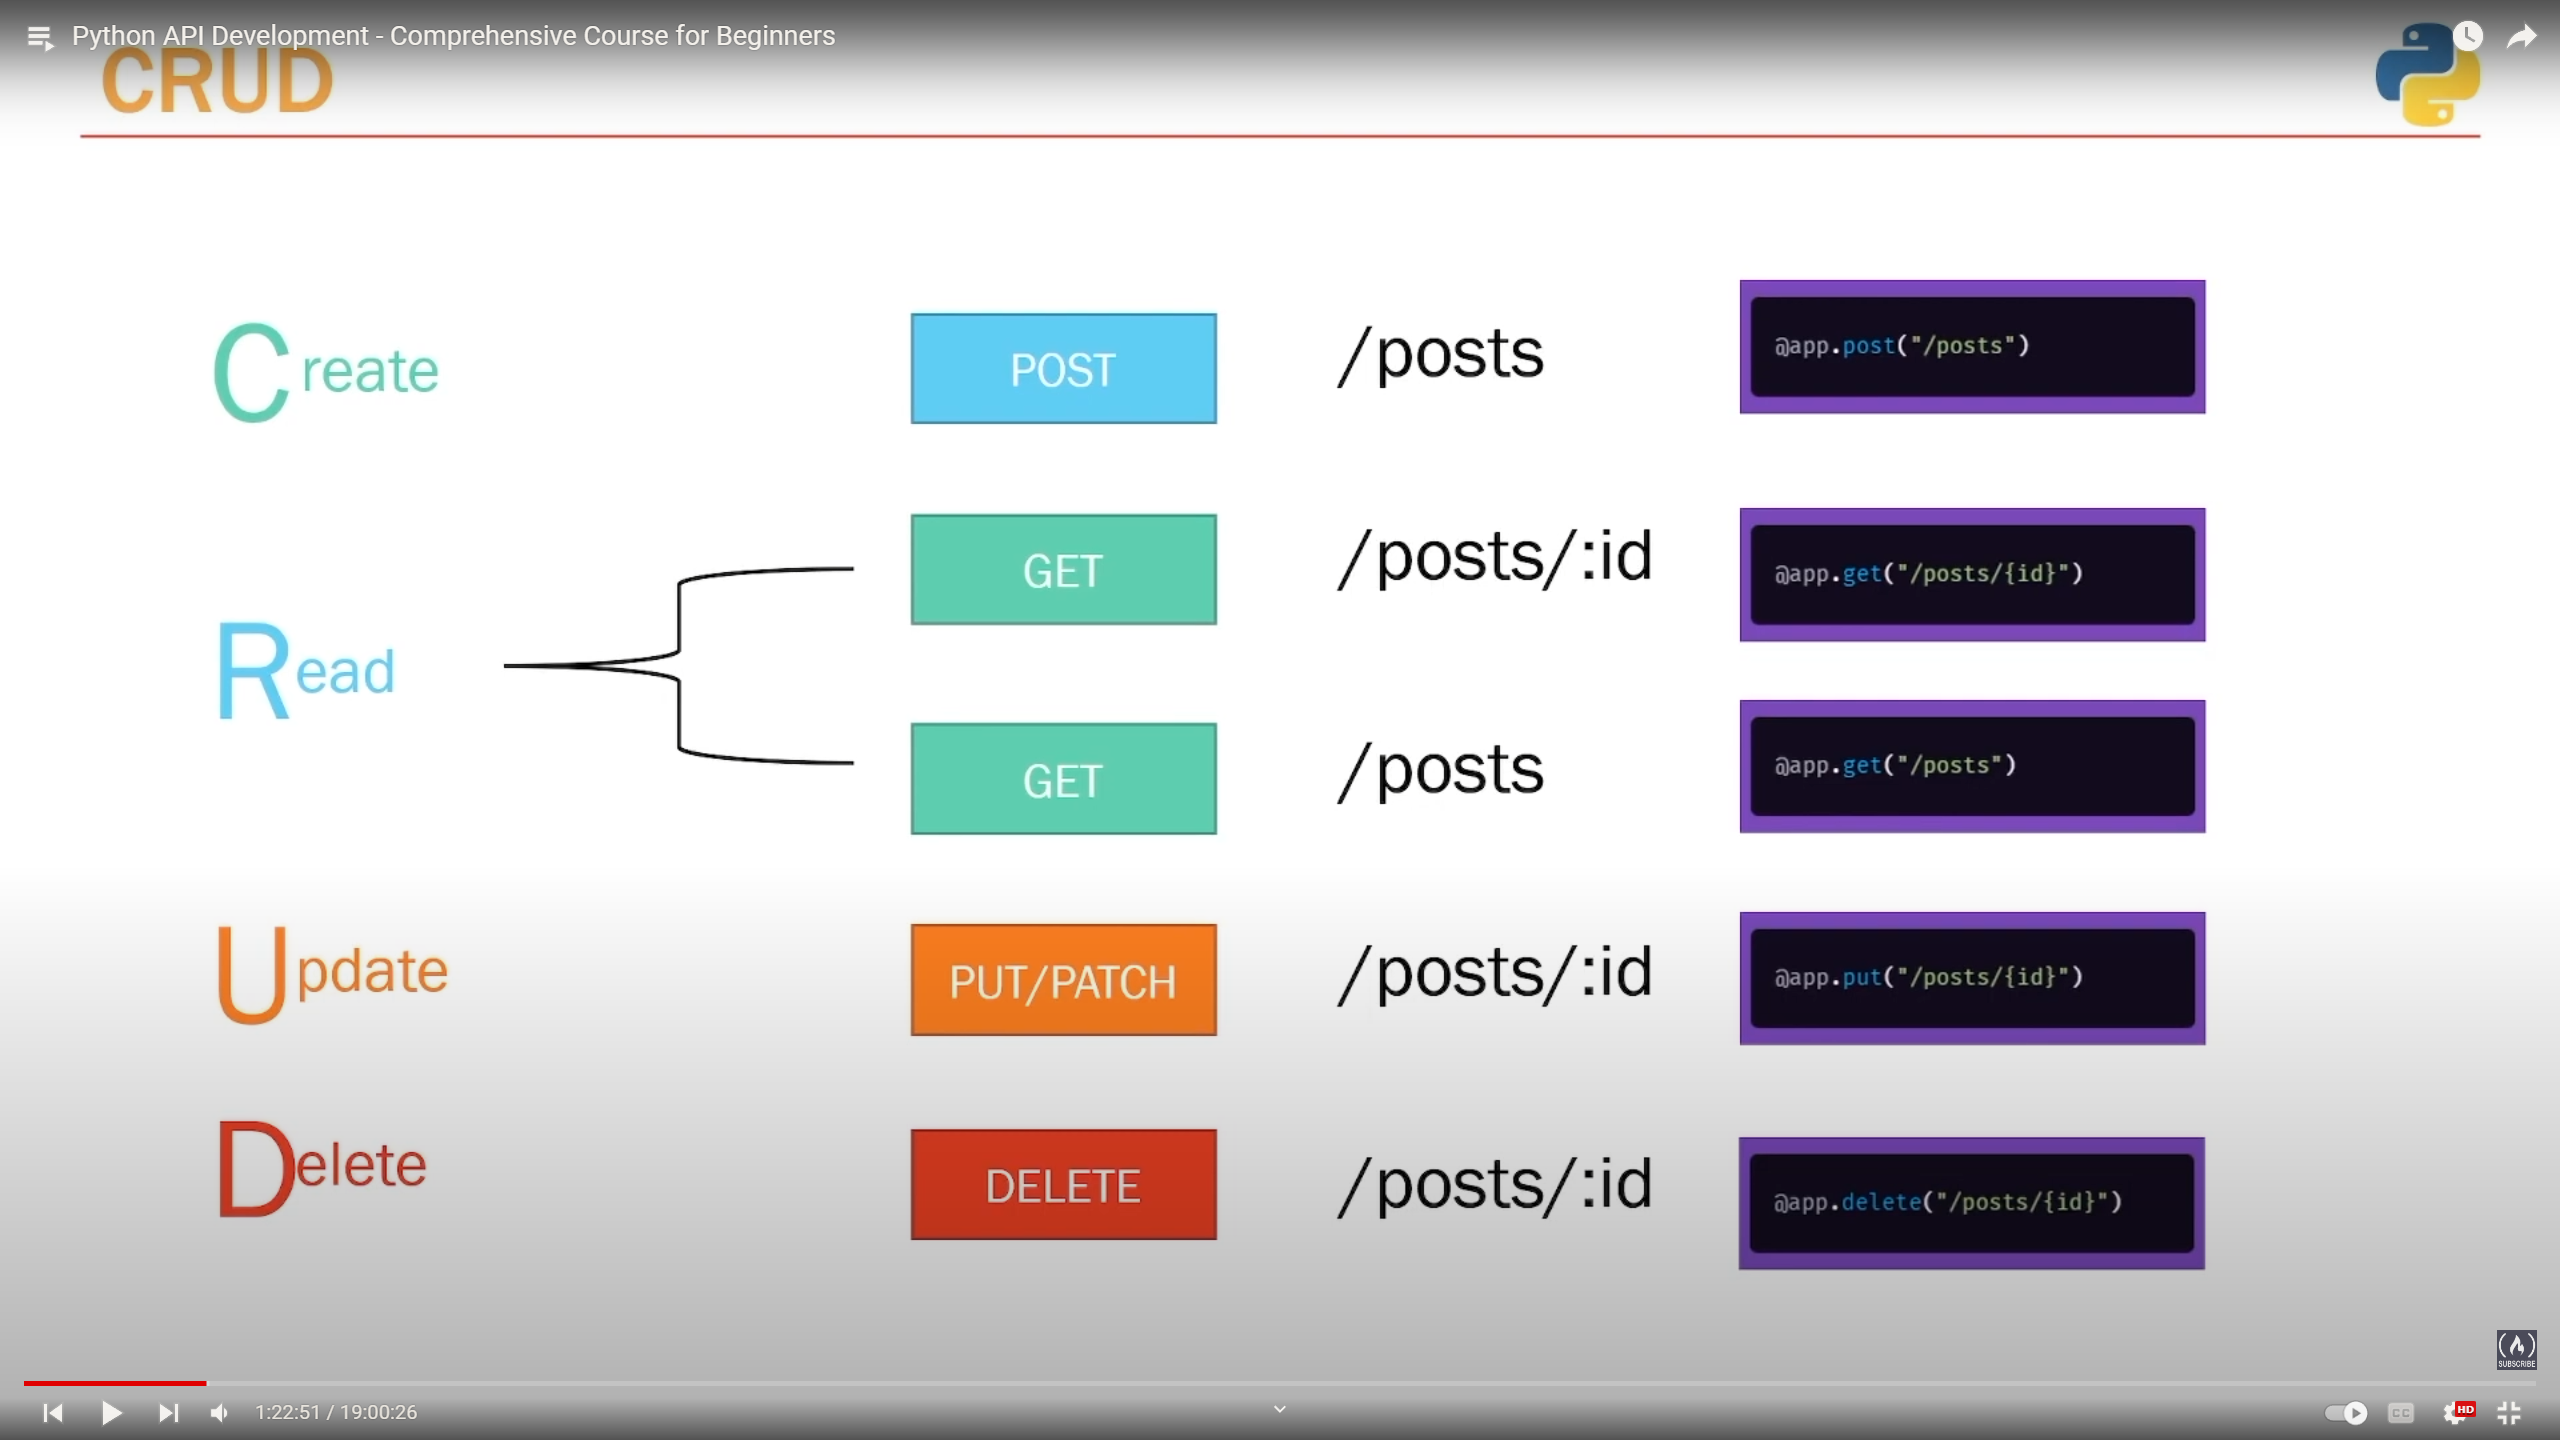 Python API Development - Comprehensive Course for Beginners
CRUD
Create
POST
/posts
@app.post("/posts")
Read
GET
/posts/:id
@app.get("/posts/{id}")
GET
/posts
@app.get("/posts")
Update
PUT/PATCH
/posts/:id
@app.put("/posts/{id}")
Delete
DELETE
/posts/:id
@app.delete("/posts/{id}")
SUBSCRIBE
1:22:51 / 19:00:26
CC
HD